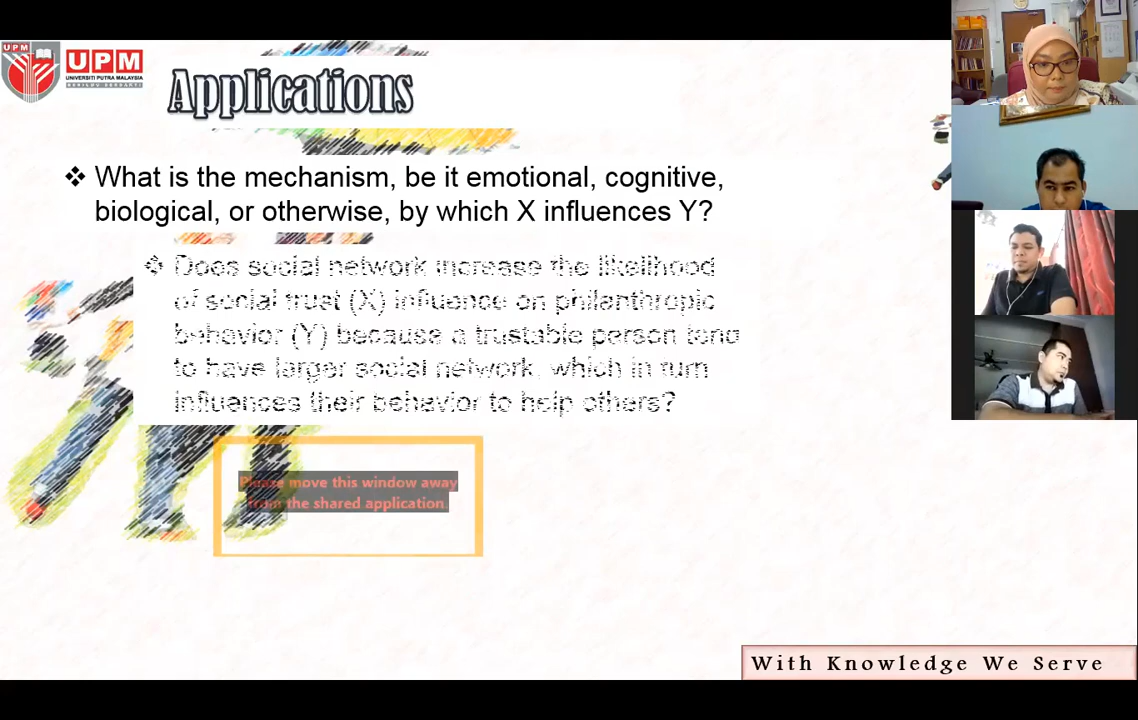 UPM
UPM
UNIVERSITI PUTRA MALAYSIA
BERILMU BERBAKTI
Applications
❖ What is the mechanism, be it emotional, cognitive,
biological, or otherwise, by which X influences Y?
❖ Does social network increase the likelihood
of social trust (X) influence on philanthropic
behavior (Y) because a trustable person tend
to have larger social network, which in turn
influences their behavior to help others?
Please move this window away
from the shared application.
With Knowledge We Serve